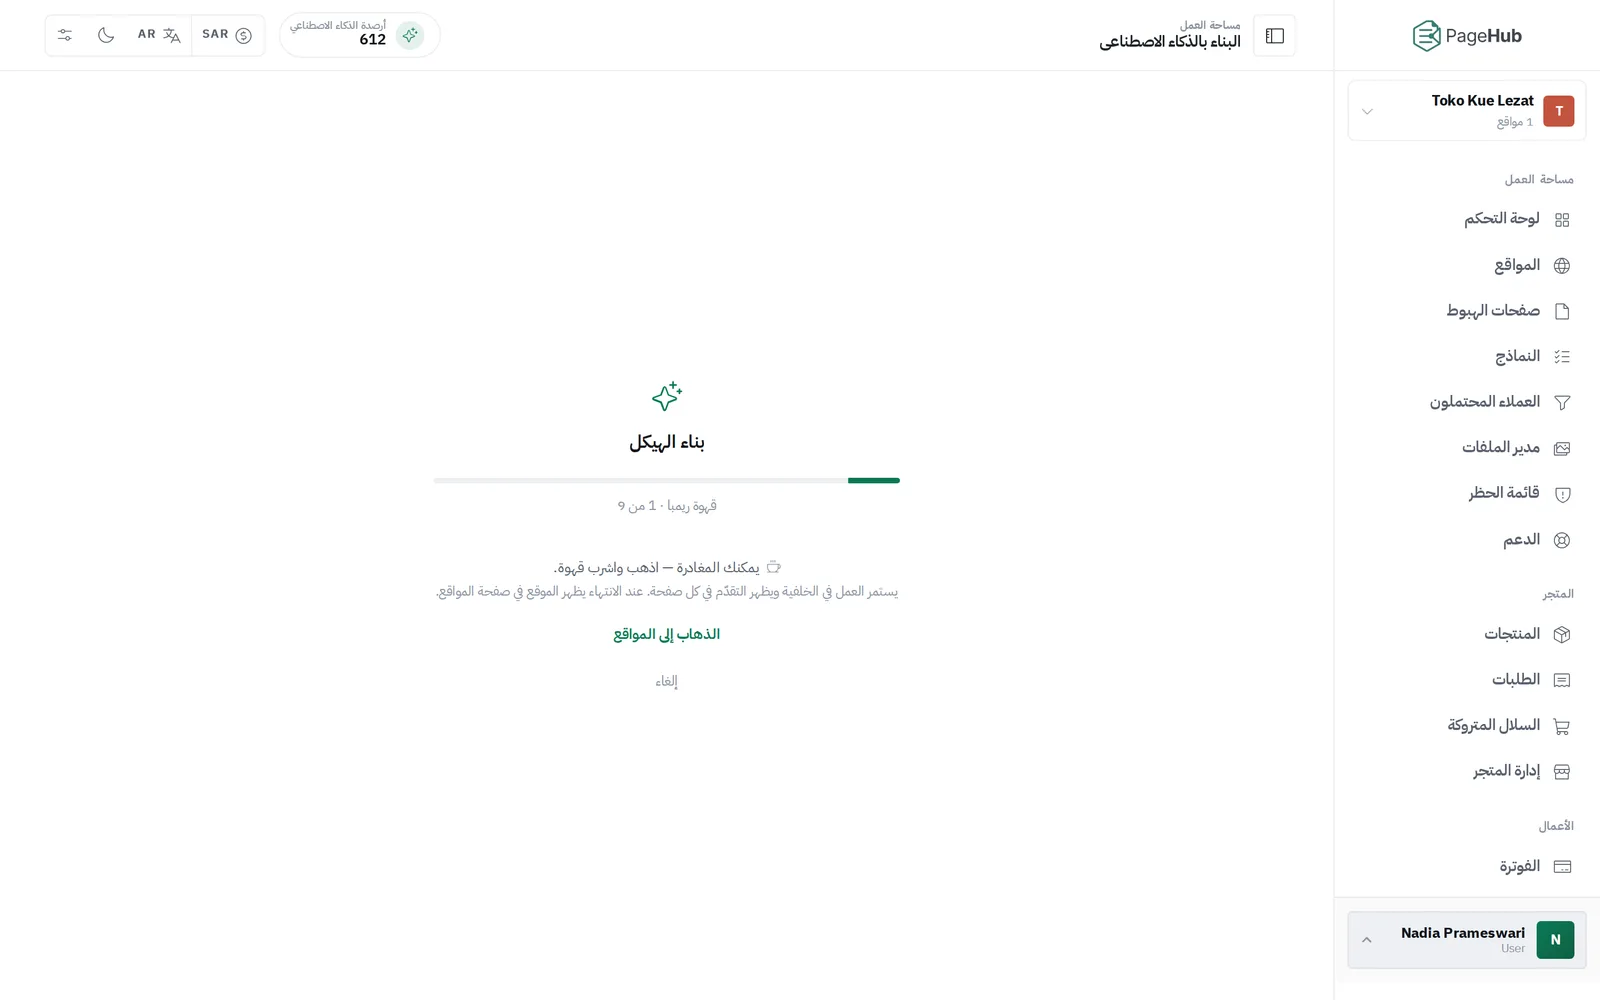 PageHub
Toko Kue Lezat
1 مواقع
T
مساحة العمل
لوحة التحكم
المواقع
صفحات الهبوط
النماذج
العملاء المحتملون
مدير الملفات
قائمة الحظر
الدعم
المتجر
المنتجات
الطلبات
السلال المتروكة
إدارة المتجر
الأعمال
الفوترة
Nadia Prameswari
User
N
مساحة العمل
البناء بالذكاء الاصطناعي
أرصدة الذكاء الاصطناعي
612
SAR
AR
بناء الهيكل
قهوة ريمبا · 1 من 9
يمكنك المغادرة — اذهب واشرب قهوة.
يستمر العمل في الخلفية ويظهر التقدّم في كل صفحة. عند الانتهاء يظهر الموقع في صفحة المواقع.
الذهاب إلى المواقع
إلغاء